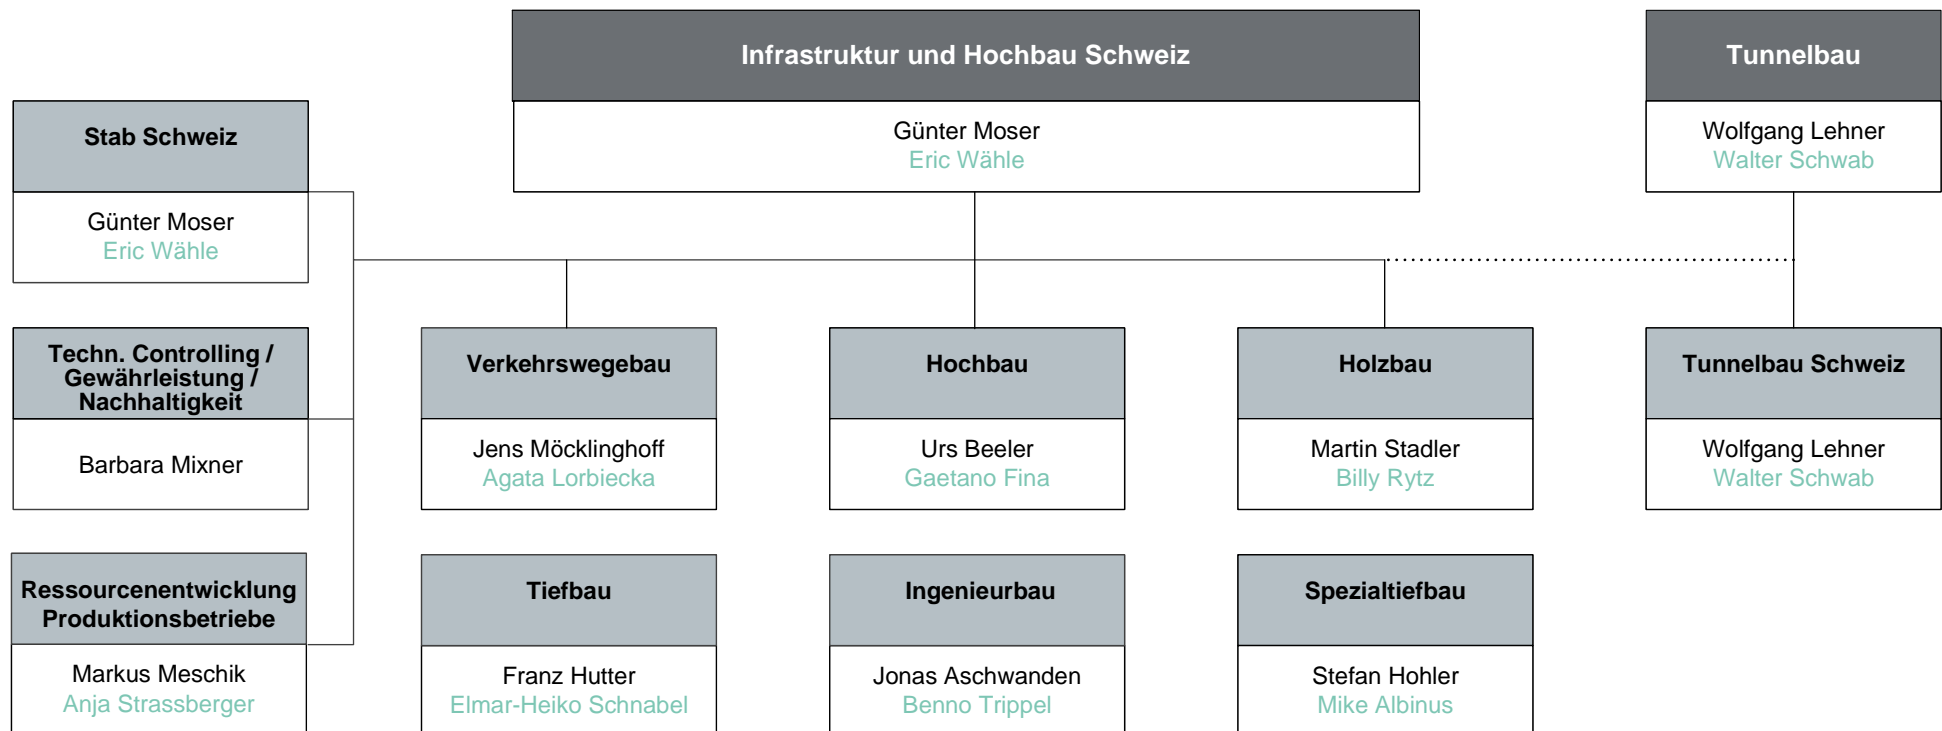 Infrastruktur und Hochbau Schweiz
Günter Moser
Eric Wähle
Tunnelbau
Wolfgang Lehner
Walter Schwab
Stab Schweiz
Günter Moser
Eric Wähle
Techn. Controlling /
Gewährleistung /
Nachhaltigkeit
Barbara Mixner
Verkehrswegebau
Jens Möcklinghoff
Agata Lorbiecka
Hochbau
Urs Beeler
Gaetano Fina
Holzbau
Martin Stadler
Billy Rytz
Tunnelbau Schweiz
Wolfgang Lehner
Walter Schwab
Ressourcenentwicklung
Produktionsbetriebe
Markus Meschik
Anja Strassberger
Tiefbau
Franz Hutter
Elmar-Heiko Schnabel
Ingenieurbau
Jonas Aschwanden
Benno Trippel
Spezialtiefbau
Stefan Hohler
Mike Albinus